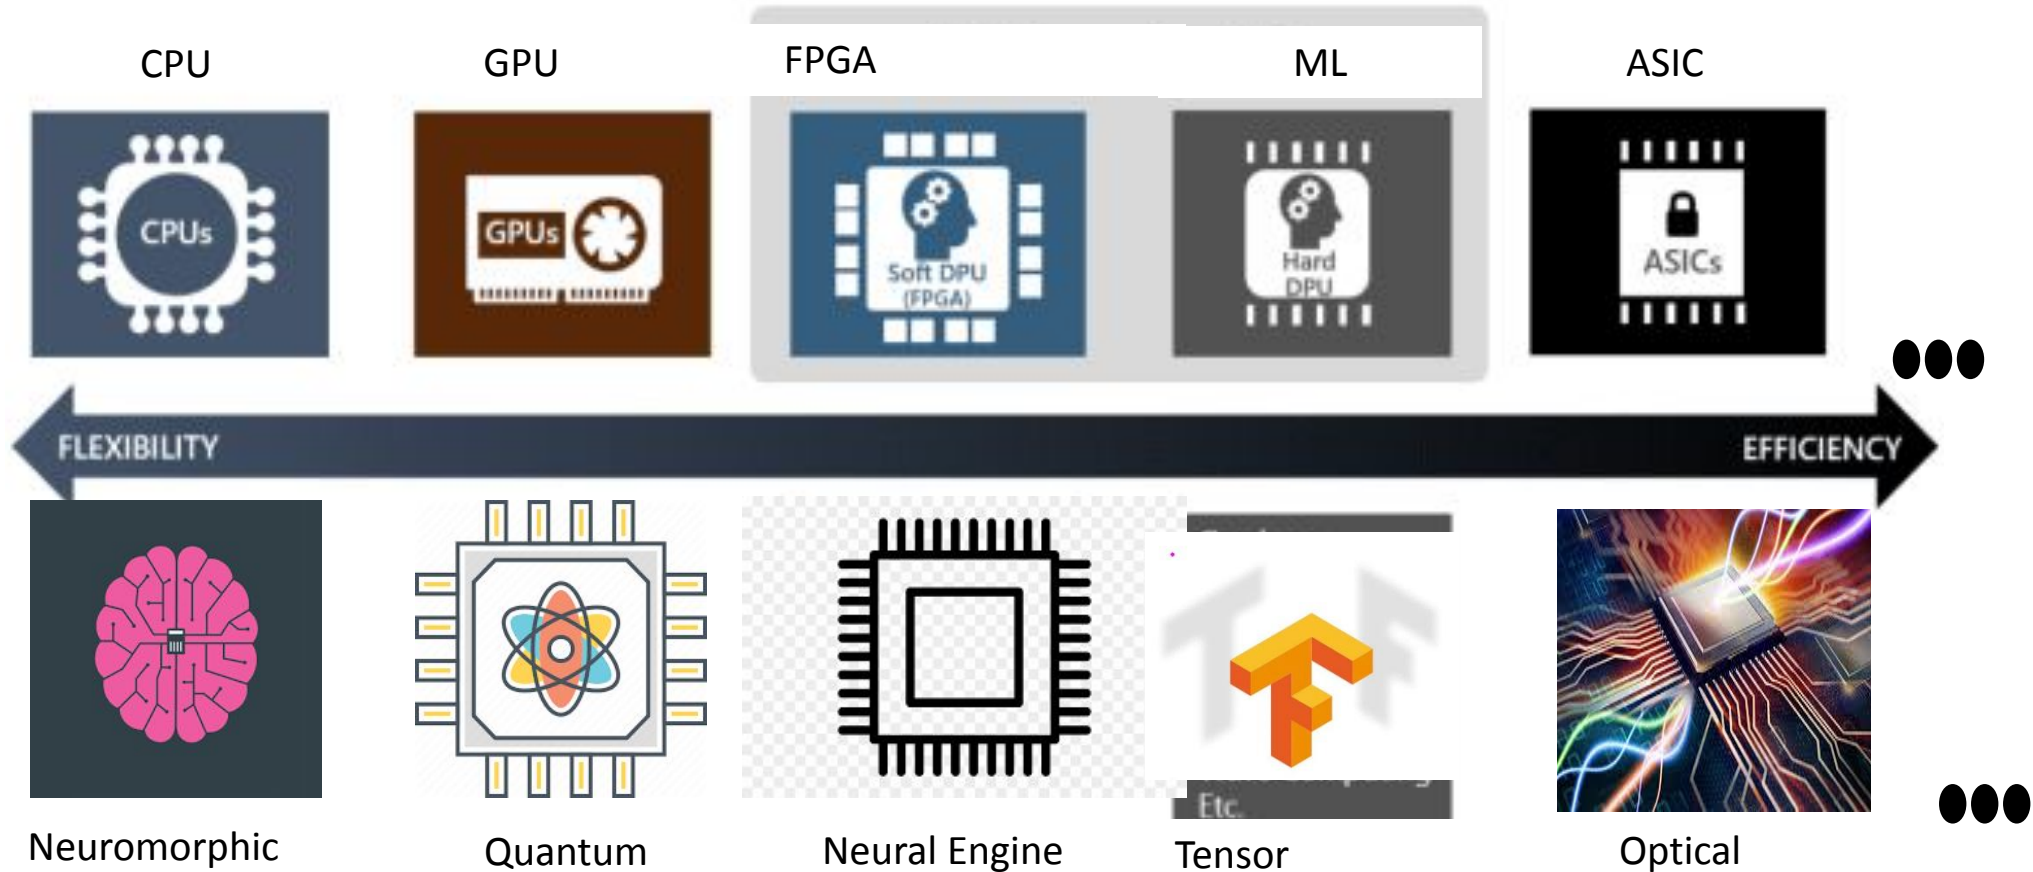 CPU
GPU
FPGA
ML
ASIC
CPUs
GPUs
Soft DPU
(FPGA)
Hard
DPU
ASICs
FLEXIBILITY
EFFICIENCY
Etc.
Neuromorphic
Quantum
Neural Engine
Tensor
Optical